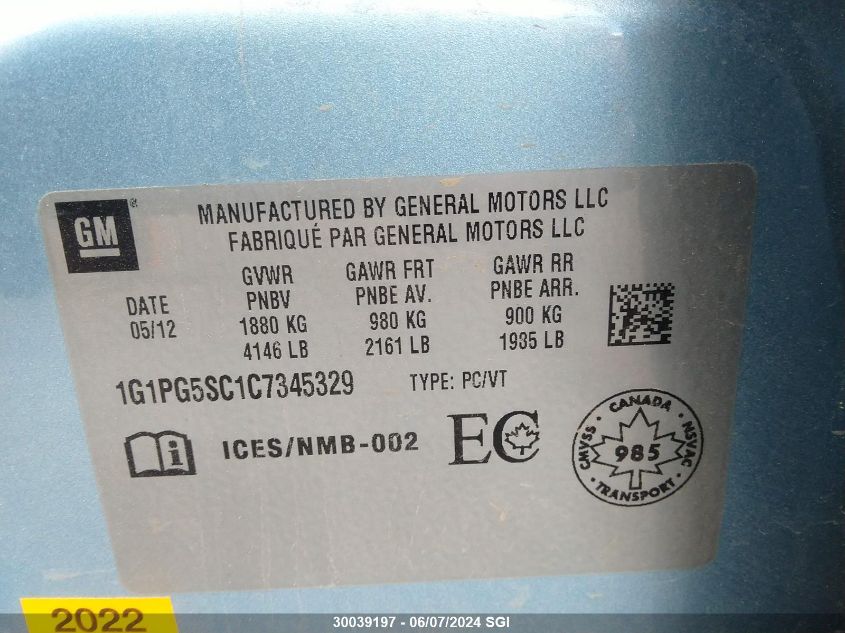 GM
MANUFACTURED BY GENERAL MOTORS LLC
FABRIQUÉ PAR GENERAL MOTORS LLC
DATE
05/12
GVWR
PNBV
1880 KG
4146 LB
GAWR FRT
PNBE AV.
980 KG
2161 LB
GAWR RR
PNBE ARR.
900 KG
1985 LB
1G1PG5SC1C7345329 TYPE: PC/VT
i ICES/NMB-002 EC
CANADA
CMVSS 985 NSVAC
TRANSPORT
2022
30039197 - 06/07/2024 SGI